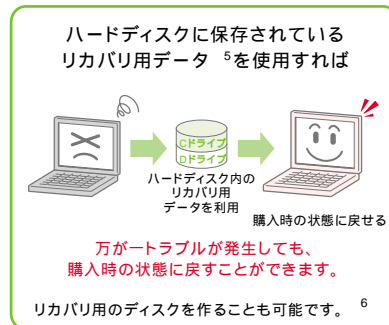 ハードディスクに保存されている
リカバリ用データ 5を使用すれば
Cドライブ
Dドライブ
ハードディスク内の
リカバリ用
データを利用
購入時の状態に戻せる
万が一トラブルが発生しても、
購入時の状態に戻すことができます。
リカバリ用のディスクを作ることも可能です。 6